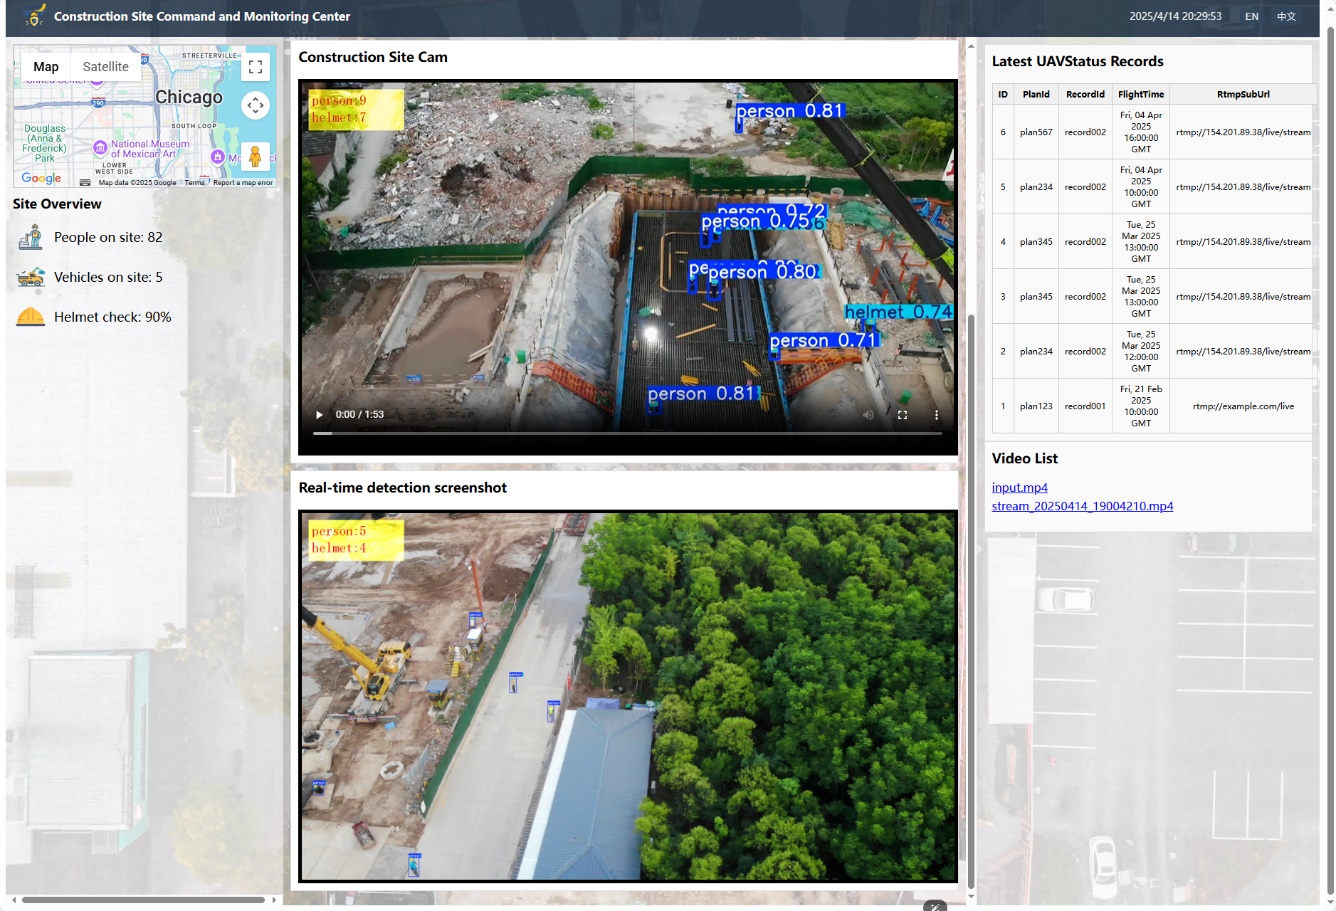 Construction Site Command and Monitoring Center
2025/4/14 20:29:53
EN
中文
Map
Satellite
STREETERVILLE
290
Chicago
SOUTH LOOP
Douglass
(Anna &
Frederick)
Park
National Museum
of Mexican Art
LOWER
WEST SIDE
Google
Map data ©2025 Google
Terms
Report a map error
Site Overview
People on site: 82
Vehicles on site: 5
Helmet check: 90%
Construction Site Cam
person:9
helmet:7
person 0.81
person 0.72
person 0.75
person 0.80
helmet 0.74
person 0.71
person 0.81
0:00 / 1:53
Real-time detection screenshot
person:5
helmet:4
Latest UAVStatus Records
ID PlanId RecordId FlightTime RtmpSubUrl
6 plan567 record002 Fri, 04 Apr 2025 16:00:00 GMT rtmp://154.201.89.38/live/stream
5 plan234 record002 Fri, 04 Apr 2025 10:00:00 GMT rtmp://154.201.89.38/live/stream
4 plan345 record002 Tue, 25 Mar 2025 13:00:00 GMT rtmp://154.201.89.38/live/stream
3 plan345 record002 Tue, 25 Mar 2025 13:00:00 GMT rtmp://154.201.89.38/live/stream
2 plan234 record002 Tue, 25 Mar 2025 12:00:00 GMT rtmp://154.201.89.38/live/stream
1 plan123 record001 Fri, 21 Feb 2025 10:00:00 GMT rtmp://example.com/live
Video List
input.mp4
stream_20250414_19004210.mp4